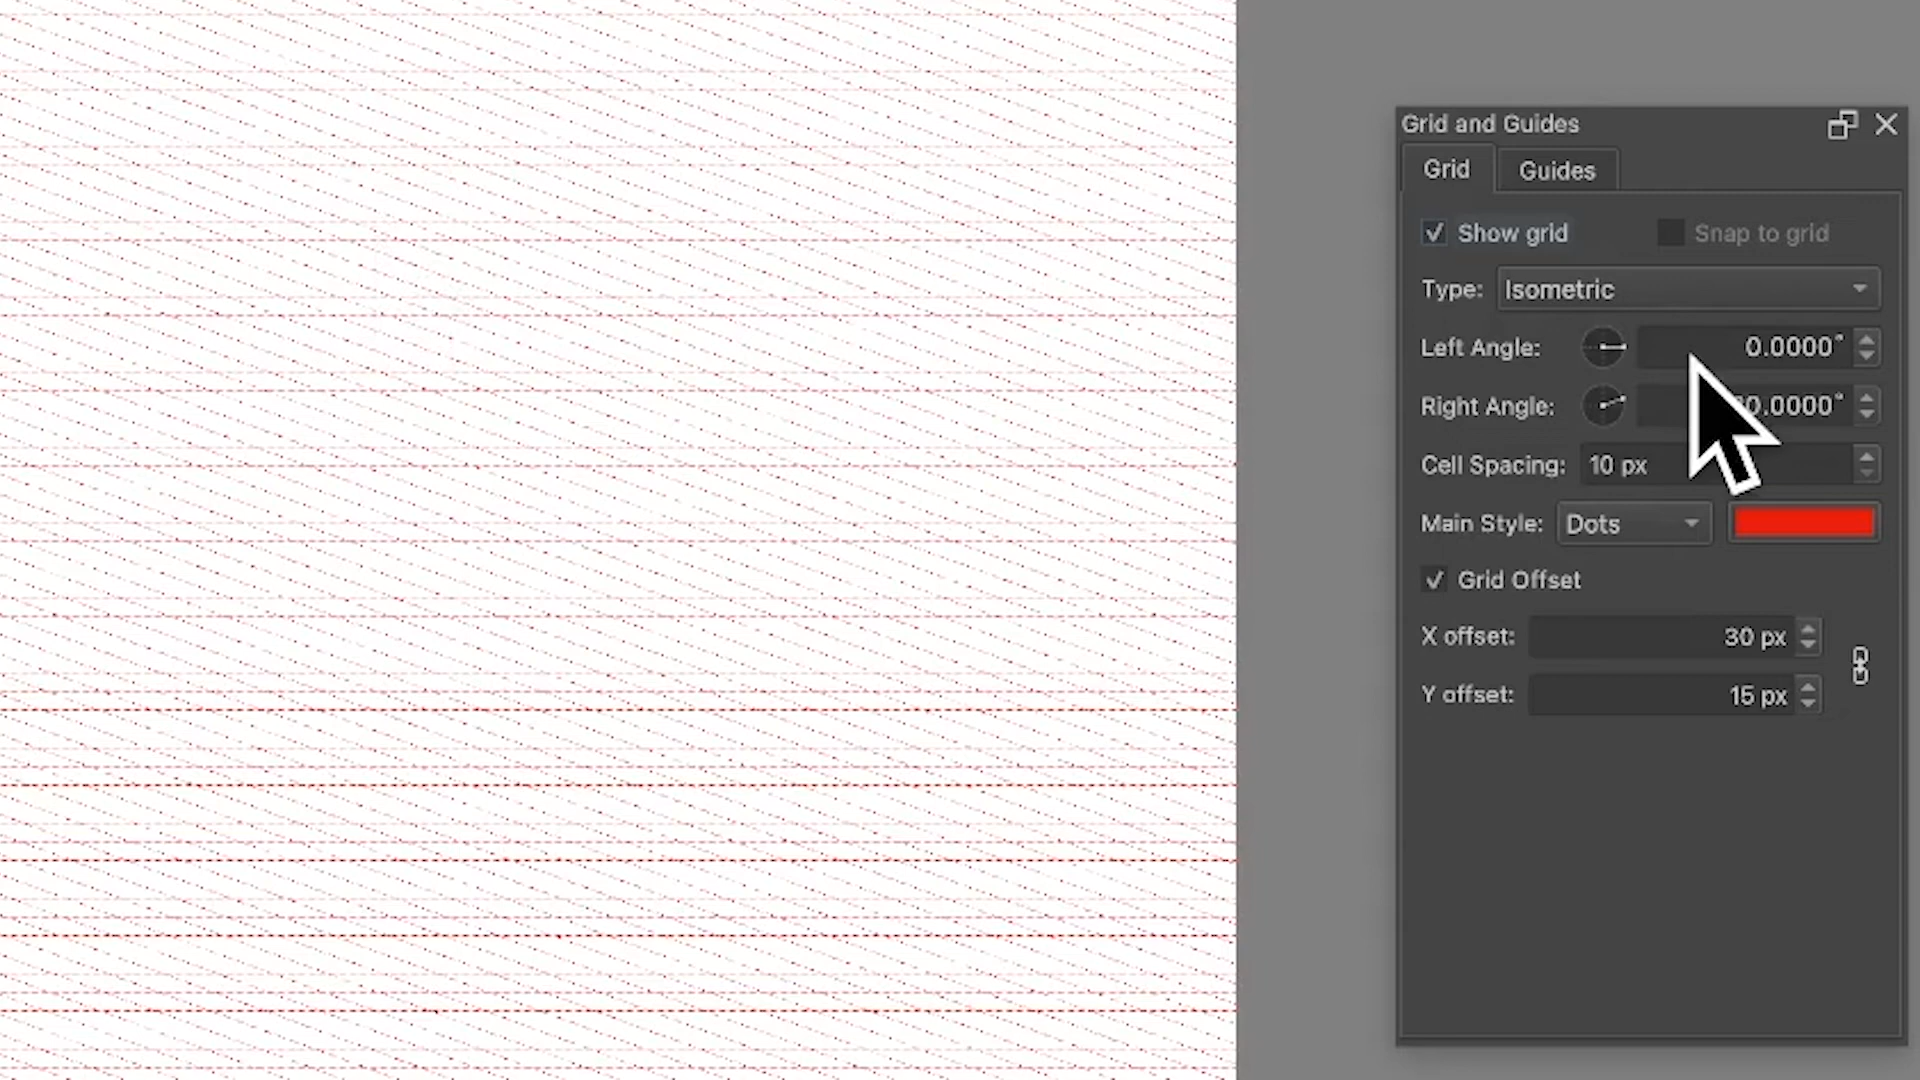 Grid and Guides
Grid Guides
Show grid Snap to grid
Type: Isometric
Left Angle: 0.0000°
Right Angle:
Cell Spacing: 10 px
Main Style: Dots
Grid Offset
X offset: 30 px
Y offset: 15 px